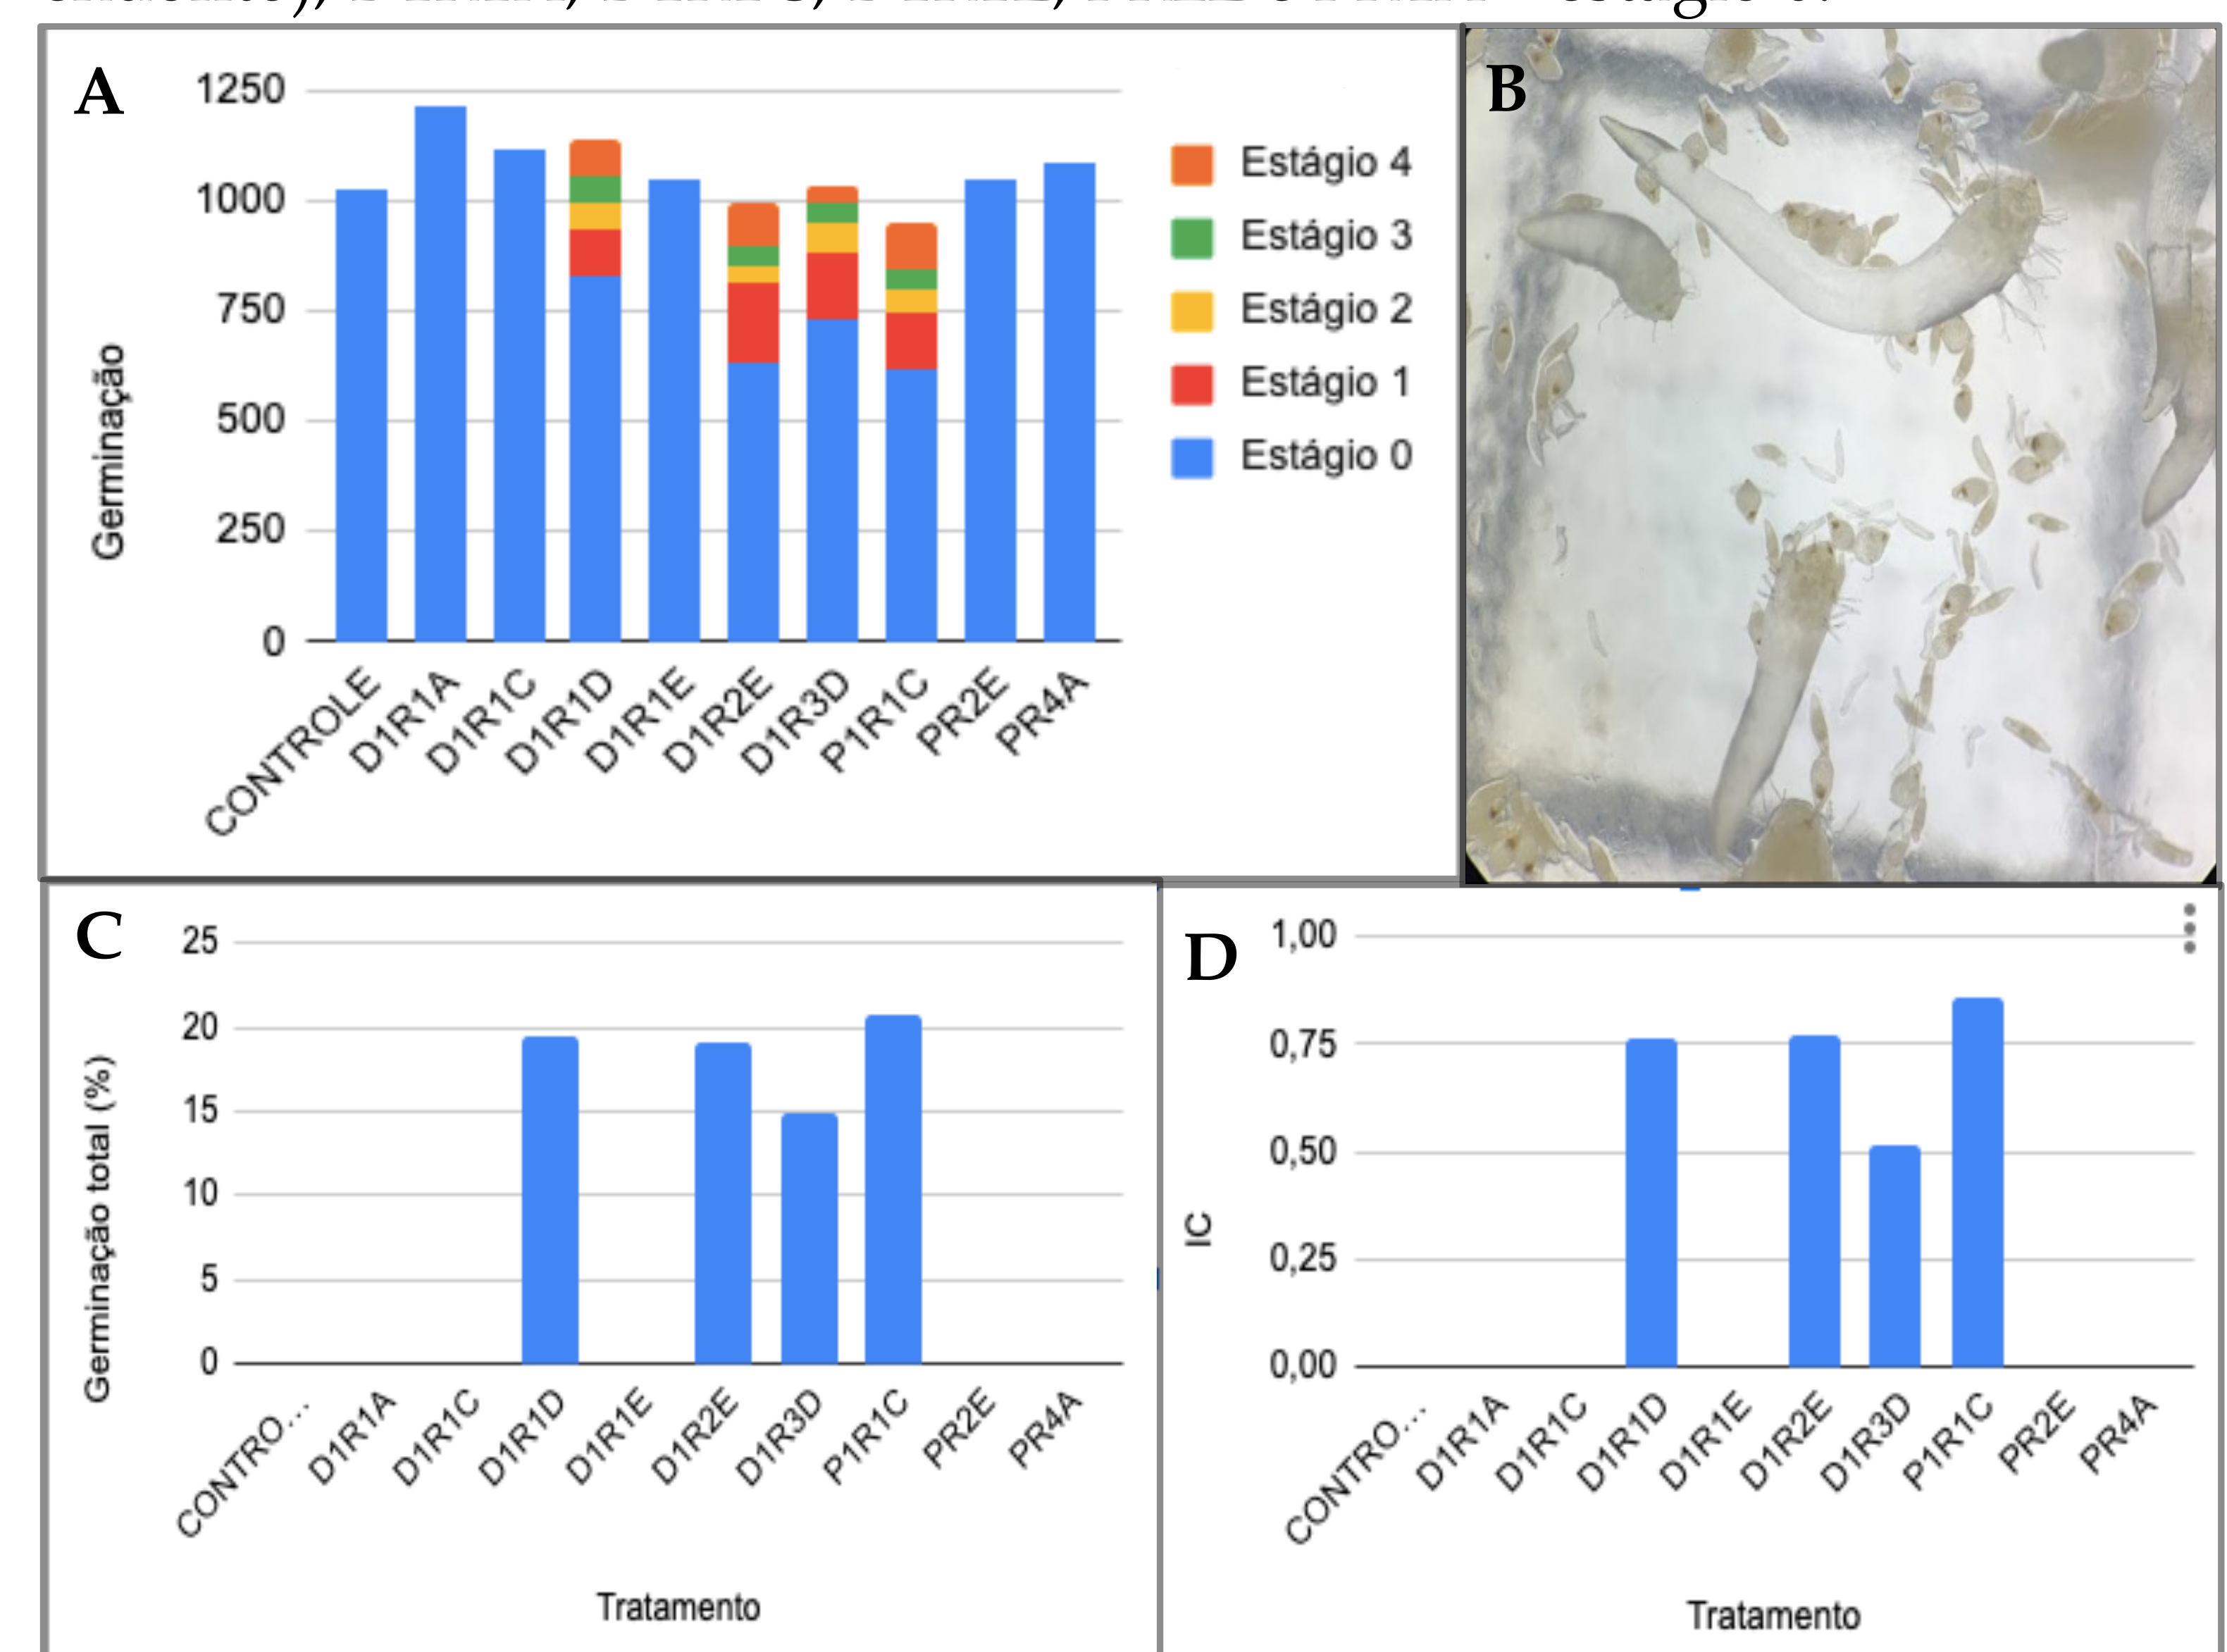 A
1250
1000
750
500
250
0
Germinação
CONTROLE
D1R1A
D1R1C
D1R1D
D1R1E
D1R2E
D1R3D
P1R1C
PR2E
PR4A
Estágio 4
Estágio 3
Estágio 2
Estágio 1
Estágio 0
B
C
25
20
15
10
5
0
Germinação total (%)
CONTRO...
D1R1A
D1R1C
D1R1D
D1R1E
D1R2E
D1R3D
P1R1C
PR2E
PR4A
Tratamento
D
1,00
0,75
0,50
0,25
0,00
IC
CONTRO...
D1R1A
D1R1C
D1R1D
D1R1E
D1R2E
D1R3D
P1R1C
PR2E
PR4A
Tratamento